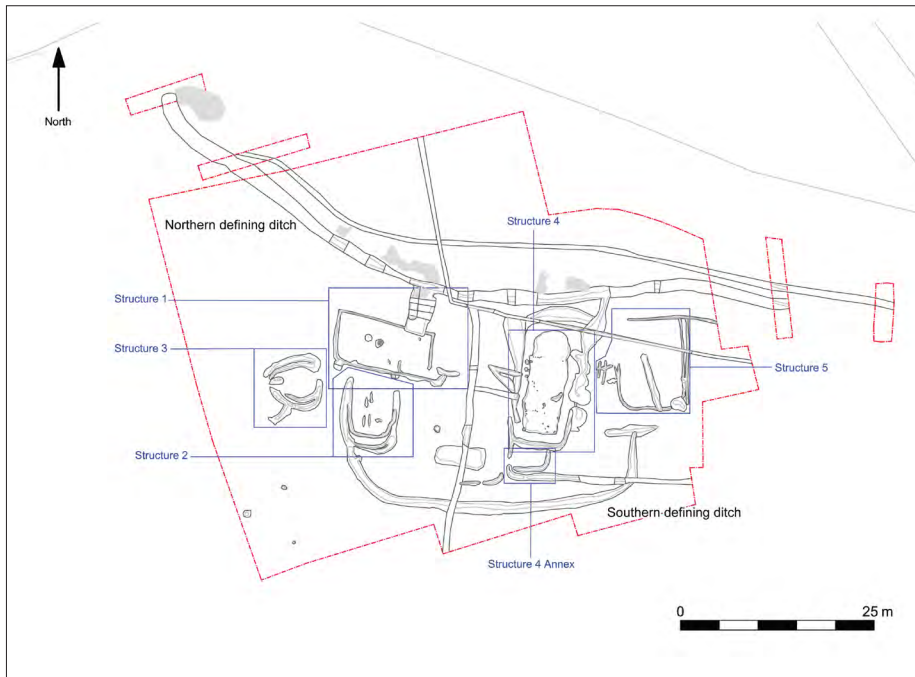 North
Structure 4
Northern defining ditch
Structure 1
Structure 3
Structure 5
Structure 2
Southern defining ditch
Structure 4 Annex
0 25 m